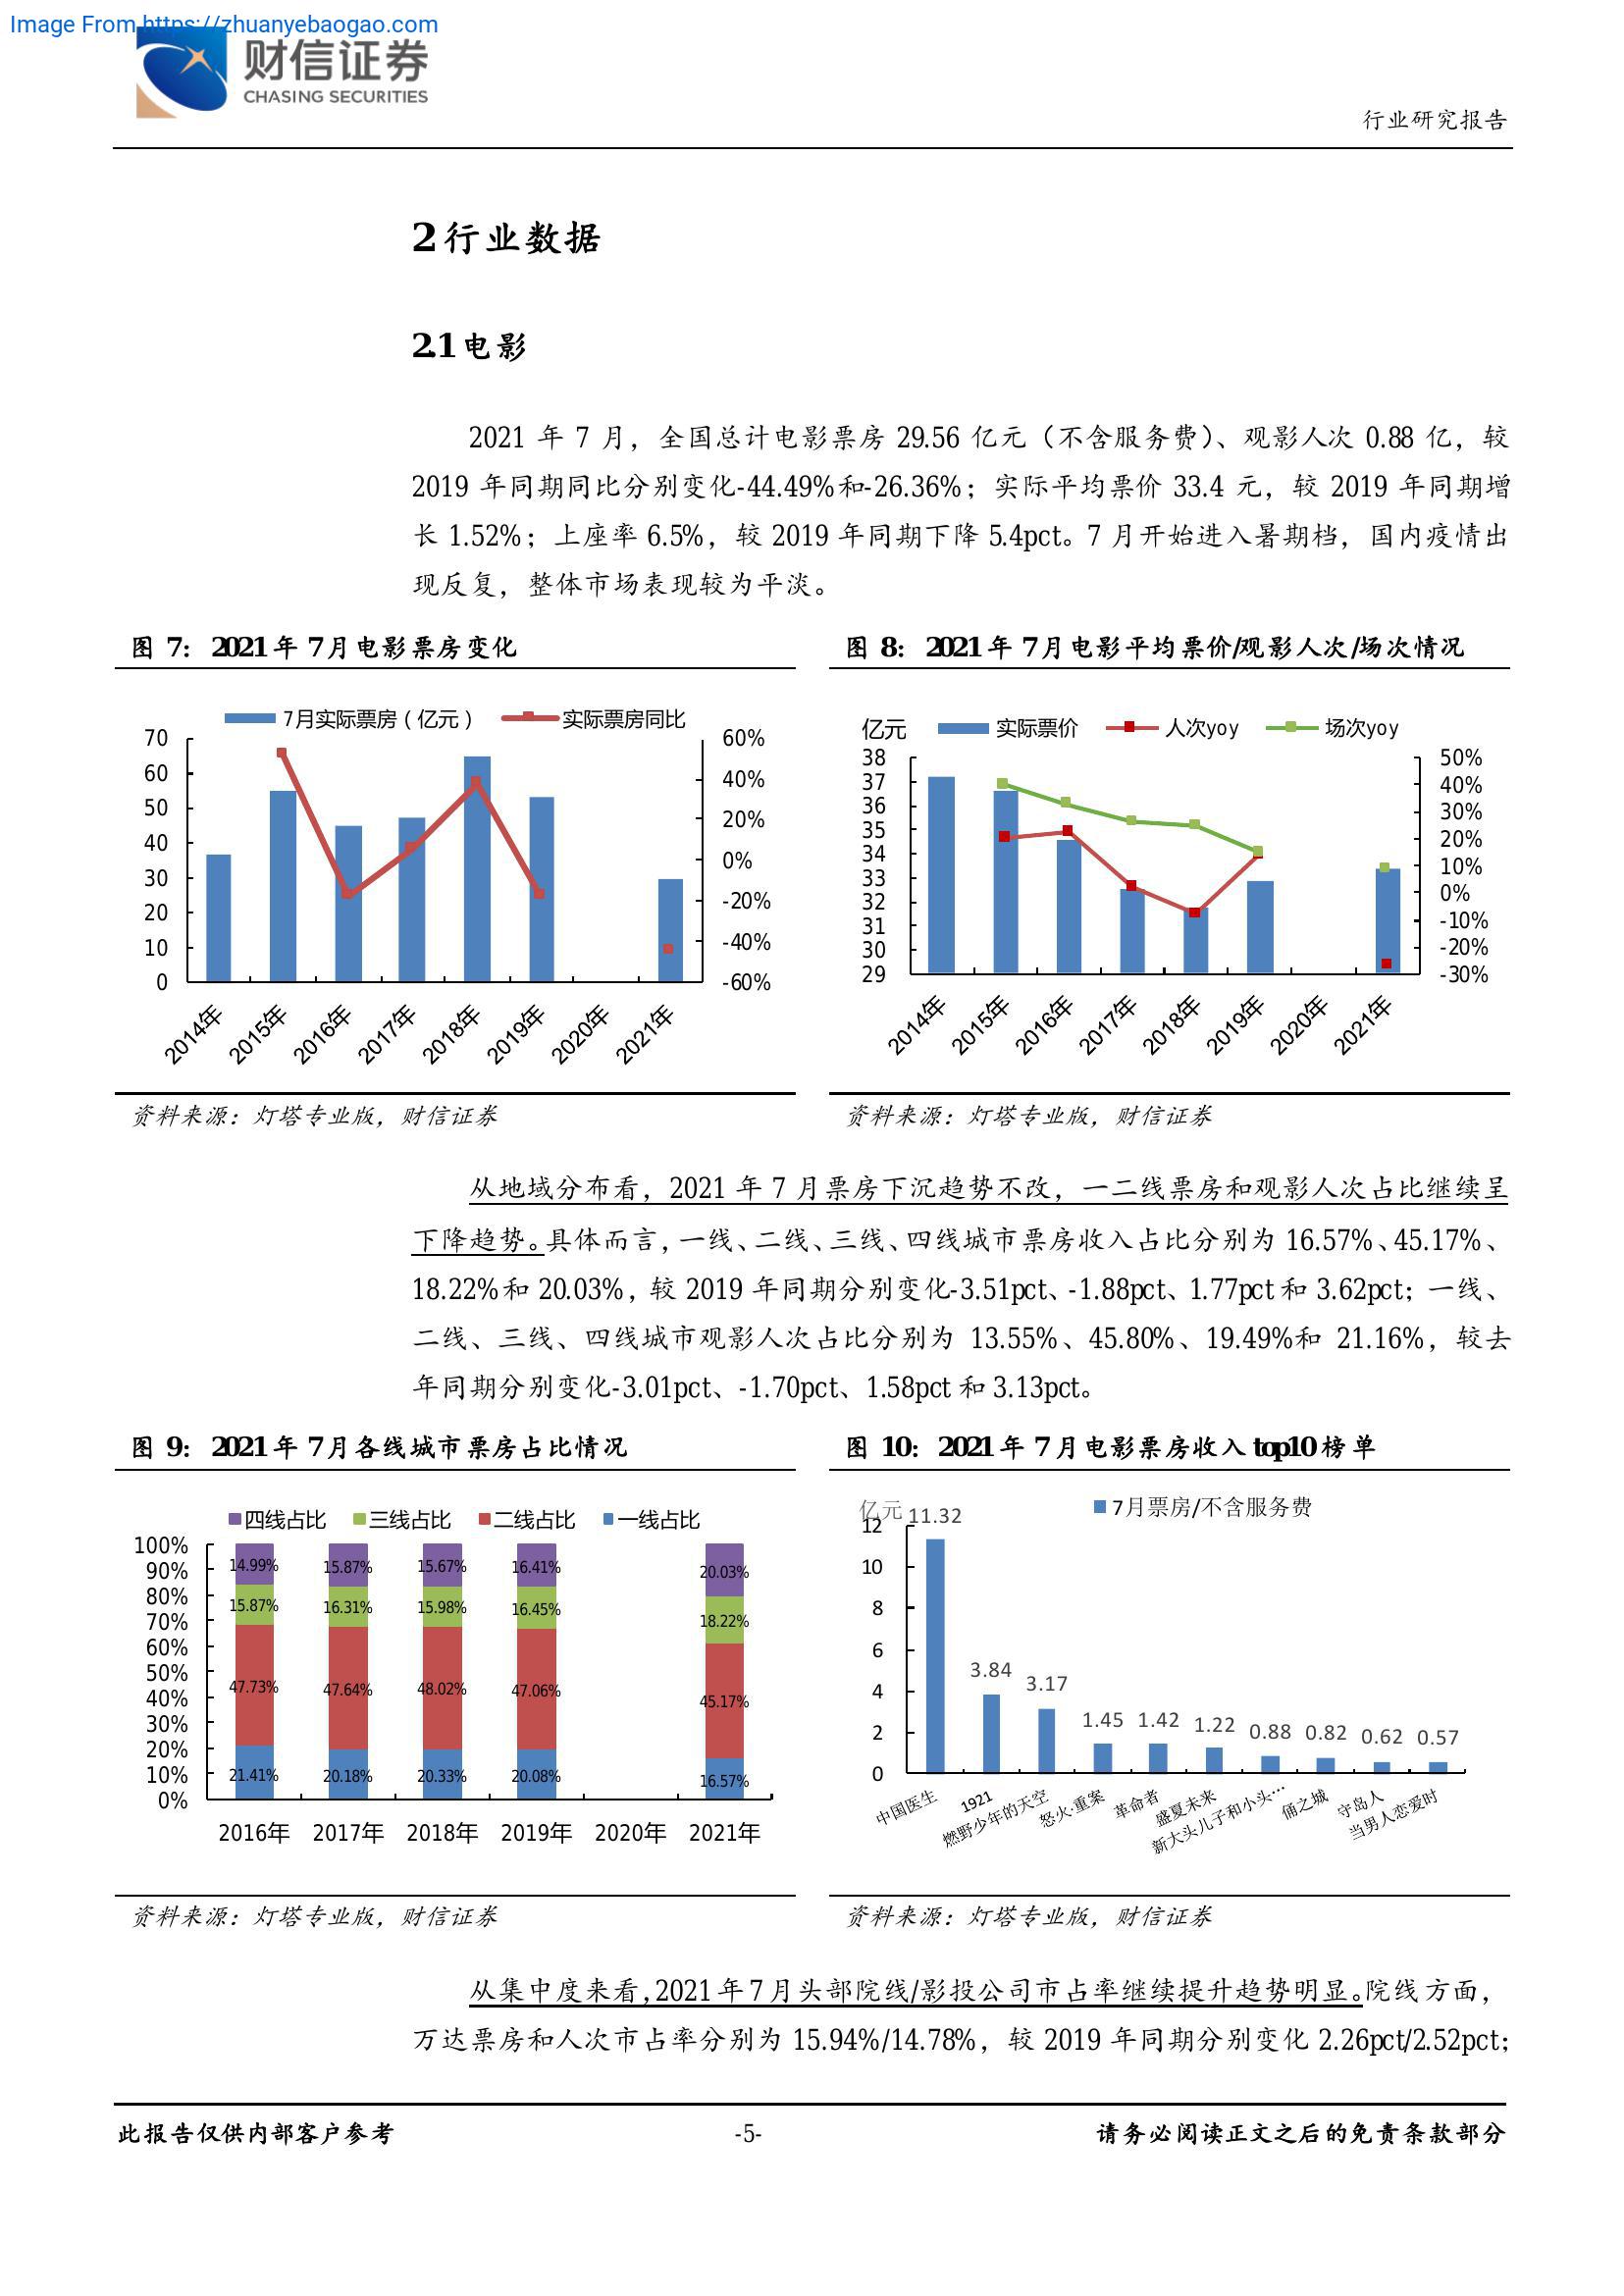 Image From https://zhuanyebaogao.com
财信证券
CHASING SECURITIES
行业研究报告
2 行业数据
2.1 电影
2021 年 7 月，全国总计电影票房 29.56 亿元（不含服务费）、观影人次 0.88 亿，较
2019 年同期同比分别变化-44.49%和-26.36%；实际平均票价 33.4 元，较 2019 年同期增
长 1.52%；上座率 6.5%，较 2019 年同期下降 5.4pct。7 月开始进入暑期档，国内疫情出
现反复，整体市场表现较为平淡。
图 7： 2021 年 7 月电影票房变化
7月实际票房（亿元） 实际票房同比
70
60
50
40
30
20
10
0
60%
40%
20%
0%
-20%
-40%
-60%
2014年 2015年 2016年 2017年 2018年 2019年 2020年 2021年
资料来源：灯塔专业版，财信证券
图 8： 2021 年 7 月电影平均票价/观影人次/场次情况
亿元 实际票价 人次yoy 场次yoy
38
37
36
35
34
33
32
31
30
29
50%
40%
30%
20%
10%
0%
-10%
-20%
-30%
2014年 2015年 2016年 2017年 2018年 2019年 2020年 2021年
资料来源：灯塔专业版，财信证券
从地域分布看，2021 年 7 月票房下沉趋势不改，一二线票房和观影人次占比继续呈
下降趋势。具体而言，一线、二线、三线、四线城市票房收入占比分别为 16.57%、45.17%、
18.22%和 20.03%，较 2019 年同期分别变化-3.51pct、-1.88pct、1.77pct 和 3.62pct；一线、
二线、三线、四线城市观影人次占比分别为 13.55%、45.80%、19.49%和 21.16%，较去
年同期分别变化-3.01pct、-1.70pct、1.58pct 和 3.13pct。
图 9： 2021 年 7 月各线城市票房占比情况
四线占比 三线占比 二线占比 一线占比
100%
90%
80%
70%
60%
50%
40%
30%
20%
10%
0%
14.99% 15.87% 15.67% 16.41% 20.03%
15.87% 16.31% 15.98% 16.45% 18.22%
47.73% 47.64% 48.02% 47.06% 45.17%
21.41% 20.18% 20.33% 20.08% 16.57%
2016年 2017年 2018年 2019年 2020年 2021年
资料来源：灯塔专业版，财信证券
图 10： 2021 年 7 月电影票房收入 top10 榜单
亿元 7月票房/不含服务费
12
10
8
6
4
2
0
11.32 3.84 3.17 1.45 1.42 1.22 0.88 0.82 0.62 0.57
中国医生 1921 燃野少年的天空 怒火·重案 革命者 盛夏未来 新大头儿子和小头… 俑之城 守岛人 当男人恋爱时
资料来源：灯塔专业版，财信证券
从集中度来看，2021 年 7 月头部院线/影投公司市占率继续提升趋势明显。院线方面，
万达票房和人次市占率分别为 15.94%/14.78%，较 2019 年同期分别变化 2.26pct/2.52pct；
此报告仅供内部客户参考 -5- 请务必阅读正文之后的免责条款部分